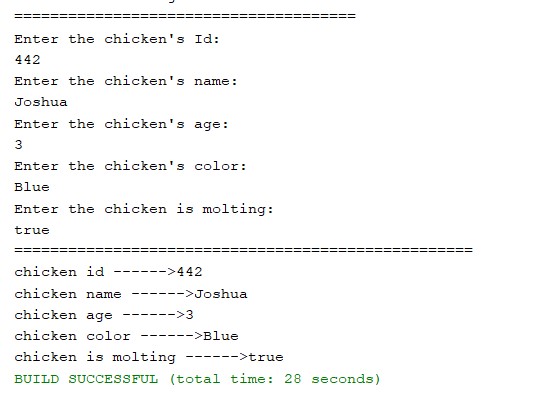 ======================================
Enter the chicken's Id:
442
Enter the chicken's name:
Joshua
Enter the chicken's age:
3
Enter the chicken's color:
Blue
Enter the chicken is molting:
true
===================================================
chicken id ------>442
chicken name ------>Joshua
chicken age ------>3
chicken color ------>Blue
chicken is molting ------>true
BUILD SUCCESSFUL (total time: 28 seconds)